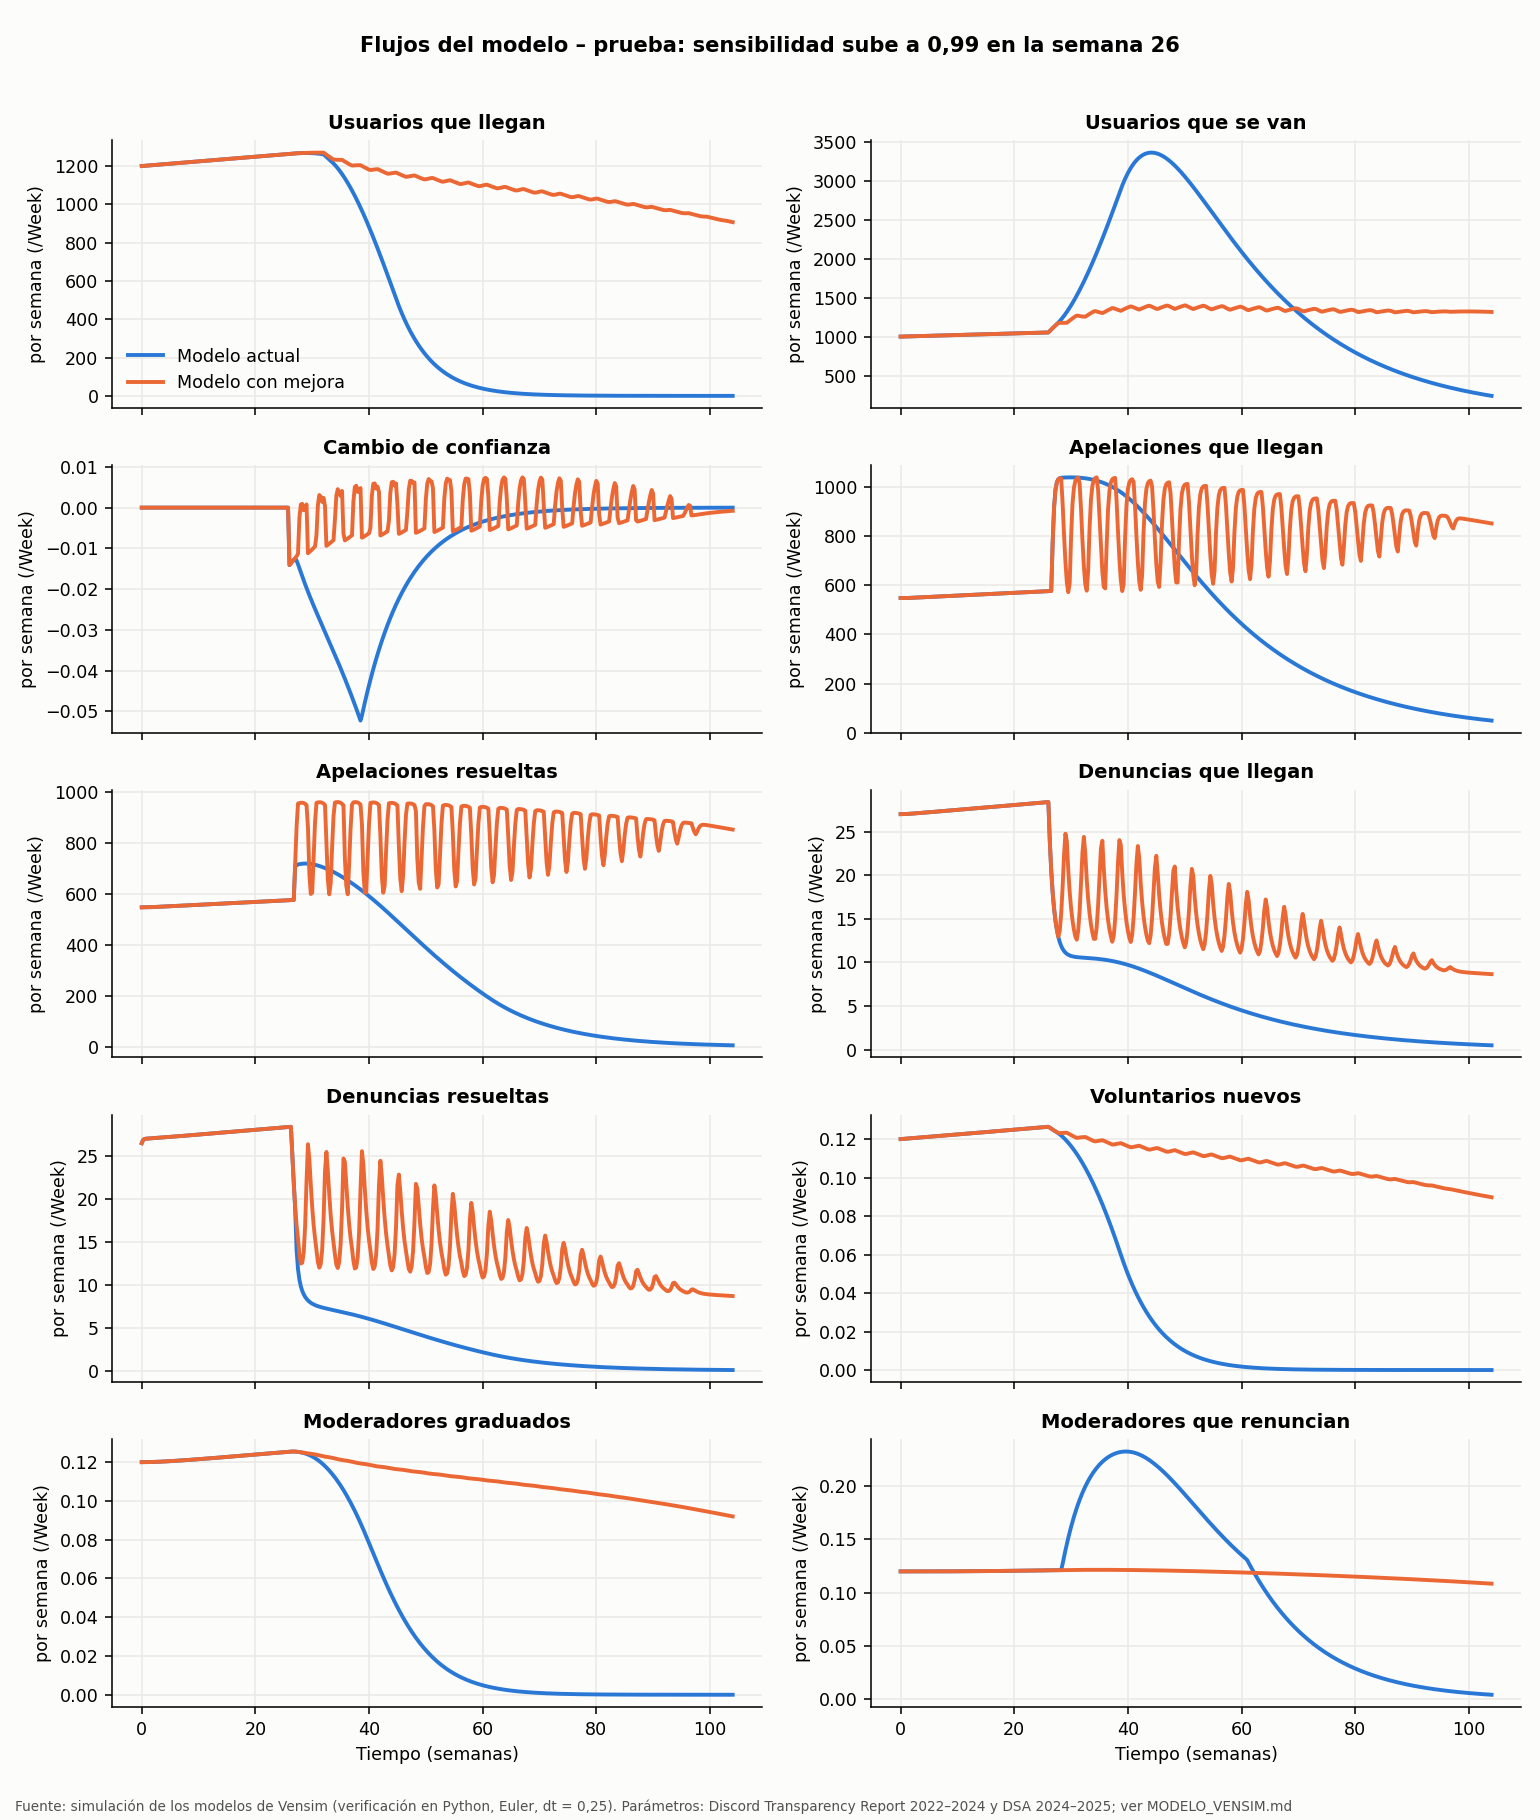 Flujos del modelo – prueba: sensibilidad sube a 0,99 en la semana 26
Usuarios que llegan
por semana (/Week)
1200
1000
800
600
400
200
0
Modelo actual
Modelo con mejora
Usuarios que se van
por semana (/Week)
3500
3000
2500
2000
1500
1000
500
Cambio de confianza
por semana (/Week)
0.01
0.00
−0.01
−0.02
−0.03
−0.04
−0.05
Apelaciones que llegan
por semana (/Week)
1000
800
600
400
200
0
Apelaciones resueltas
por semana (/Week)
1000
800
600
400
200
0
Denuncias que llegan
por semana (/Week)
25
20
15
10
5
0
Denuncias resueltas
por semana (/Week)
25
20
15
10
5
0
Voluntarios nuevos
por semana (/Week)
0.12
0.10
0.08
0.06
0.04
0.02
0.00
Moderadores graduados
por semana (/Week)
0.12
0.10
0.08
0.06
0.04
0.02
0.00
0 20 40 60 80 100
Tiempo (semanas)
Moderadores que renuncian
por semana (/Week)
0.20
0.15
0.10
0.05
0.00
0 20 40 60 80 100
Tiempo (semanas)
Fuente: simulación de los modelos de Vensim (verificación en Python, Euler, dt = 0,25). Parámetros: Discord Transparency Report 2022–2024 y DSA 2024–2025; ver MODELO_VENSIM.md